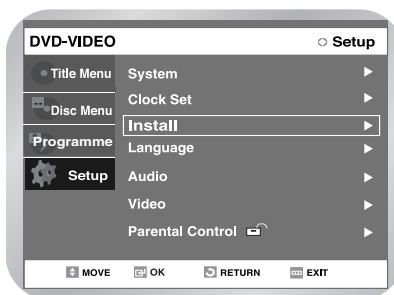 DVD-VIDEO Setup
Title Menu
Disc Menu
Programme
Setup
System
Clock Set
Install
Language
Audio
Video
Parental Control
MOVE OK RETURN EXIT